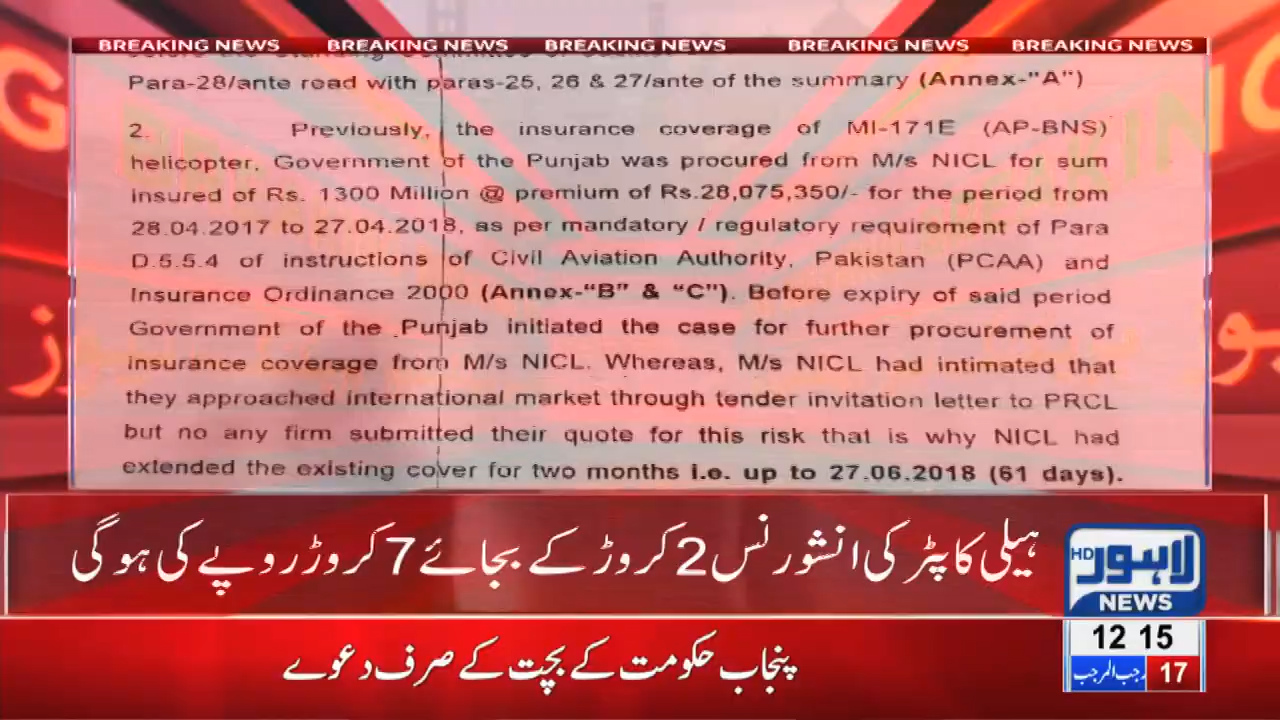 BREAKING NEWS BREAKING NEWS BREAKING NEWS BREAKING NEWS BREAKING NEWS
Para-28/ante read with paras-25, 26 & 27/ante of the summary (Annex-"A")
2. Previously, the insurance coverage of MI-171E (AP-BNS)
helicopter, Government of the Punjab was procured from M/s NICL for sum
insured of Rs. 1300 Million @ premium of Rs.28,075,350/- for the period from
28.04.2017 to 27.04.2018, as per mandatory / regulatory requirement of Para
D.5.5.4 of instructions of Civil Aviation Authority, Pakistan (PCAA) and
Insurance Ordinance 2000 (Annex-“B” & “C”). Before expiry of said period
Government of the Punjab initiated the case for further procurement of
insurance coverage from M/s NICL. Whereas, M/s NICL had intimated that
they approached international market through tender invitation letter to PRCL
but no any firm submitted their quote for this risk that is why NICL had
extended the existing cover for two months i.e. up to 27.06.2018 (61 days).
ہیلی کاپٹر کی انشورنس 2 کروڑ کے بجائے 7 کروڑ روپے کی ہوگی
لاہور HD
NEWS
پنجاب حکومت کے بچت کے صرف دعوے
12 15
17 رجب المرجب